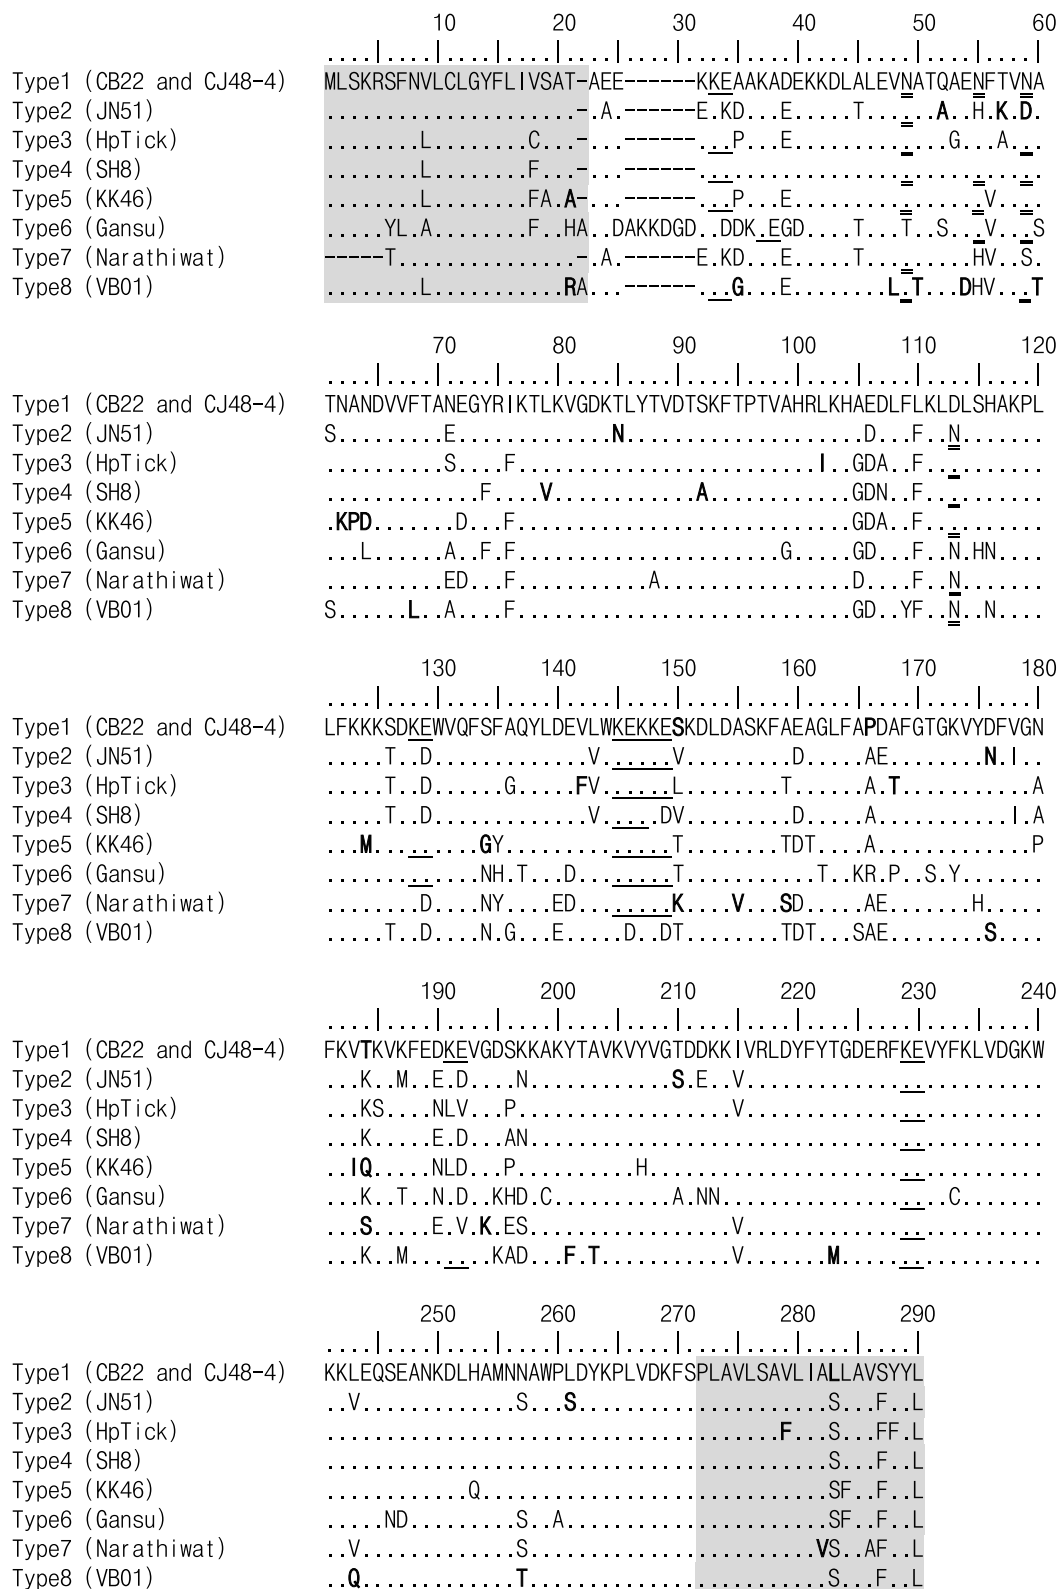 10 20 30 40 50 60
Type1 (CB22 and CJ48-4) MLSKRSFNVLCLGYFLIVSAT-AEE------KKEAAKADEKKDLALEVNATQAENFTVNA
Type2 (JN51) .....................-.A.------E.KD...E.....T......A..H.K.D.
Type3 (HpTick) ........L........C...-...------...P...E.............G...A...
Type4 (SH8) ........L........F...-...------.............................
Type5 (KK46) ........L........FA.A-...------...P...E................V....
Type6 (Gansu) .....YL.A........F..HA..DAKKDGD..DDK.EGD....T...T..S...V...S
Type7 (Narathiwat) -----T...............-.A.------E.KD...E.....T.........HV..S.
Type8 (VB01) ........L...........RA...------...G...E........L.T...DHV...T
70 80 90 100 110 120
Type1 (CB22 and CJ48-4) TNANDVVFTANEGYRIKTLKVGDKTLYTVDTSKFTPTVAHRLKHAEDLFLKLDLSHAKPL
Type2 (JN51) S.........E.............N....................D...F..N.......
Type3 (HpTick) ..........S....F.........................I..GDA..F..........
Type4 (SH8) .............F....V............A............GDN..F..........
Type5 (KK46) .KPD.......D...F............................GDA..F..........
Type6 (Gansu) ...L......A..F.F......................G.....GD...F..N.HN....
Type7 (Narathiwat) ..........ED...F...........A................D....F..N.......
Type8 (VB01) S......L..A....F............................GD..YF..N..N....
130 140 150 160 170 180
Type1 (CB22 and CJ48-4) LFKKKSDKEWVQFSFAQYLDEVLWKEKKESKDLDASKFAEAGLFAPDAFGTGKVYDFVGN
Type2 (JN51) .....T..D.............V......V.........D.....AE........N.I..
Type3 (HpTick) .....T..D......G.....FV......L........T......A.T...........A
Type4 (SH8) .....T..D.............V.....DV.........D.....A...........I.A
Type5 (KK46) ...M.........GY..............T........TDT....A.............P
Type6 (Gansu) .............NH.T...D........T...........T..KR.P..S.Y.......
Type7 (Narathiwat) ........D....NY....ED........K....V...SD.....AE.......H.....
Type8 (VB01) .....T..D....N.G...E.....D..DT........TDT...SAE........S....
190 200 210 220 230 240
Type1 (CB22 and CJ48-4) FKVTKVKFEDKEVGDSKKAKYTAVKVYVGTDDKKIVRLDYFYTGDERFKEVYFKLVDGKW
Type2 (JN51) ...K..M..E.D....N............S.E..V.........................
Type3 (HpTick) ...KS....NLV...P..................V.........................
Type4 (SH8) ...K.....E.D...AN...........................................
Type5 (KK46) ..IQ.....NLD...P..........H.................................
Type6 (Gansu) ...K..T..N.D..KHD.C..........A.NN...................C.......
Type7 (Narathiwat) ...S.....E.V.K.ES.................V.........................
Type8 (VB01) ...K..M.......KAD...F.T...........V.......M.................
250 260 270 280 290
Type1 (CB22 and CJ48-4) KKLEQSEANKDLHAMNNAWPLDYKPLVDKFSPLAVLSAVLIALLAVSYYL
Type2 (JN51) ..V.............S...S.....................S...F..L
Type3 (HpTick) ......................................F...S...FF.L
Type4 (SH8) ..........................................S...F..L
Type5 (KK46) ............Q.............................SF..F..L
Type6 (Gansu) .....ND.........S..A......................SF..F..L
Type7 (Narathiwat) ..V.............S........................VS..AF..L
Type8 (VB01) ..Q.............T.........................S...F..L